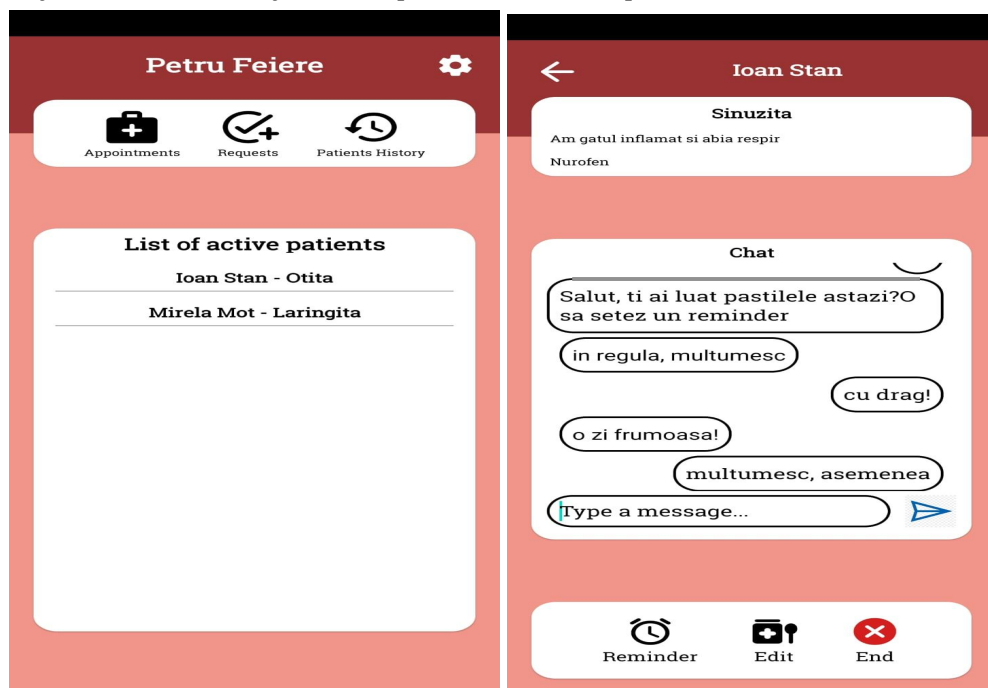 Petru Feiere
Appointments
Requests
Patients History
List of active patients
Ioan Stan - Otita
Mirela Mot - Laringita
Ioan Stan
Sinuzita
Am gatul inflamat si abia respir
Nurofen
Chat
Salut, ti ai luat pastilele astazi?O
sa setez un reminder
in regula, multumesc
cu drag!
o zi frumoasa!
multumesc, asemenea
Type a message...
Reminder
Edit
End